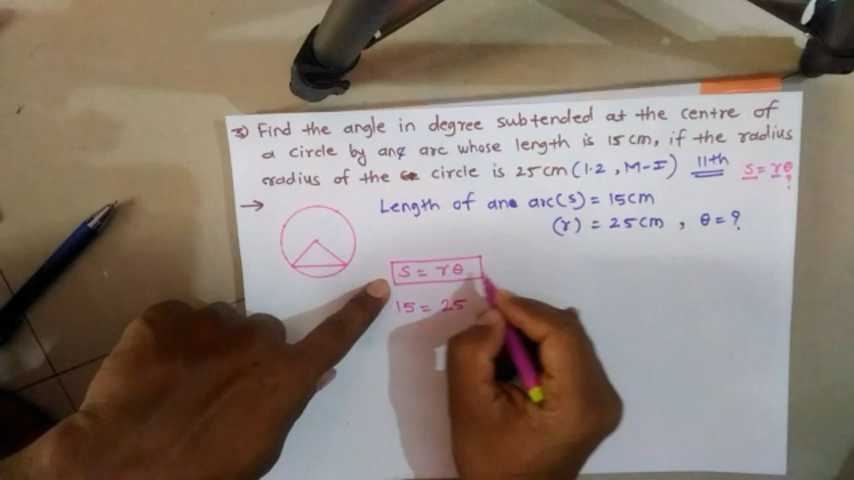 3) Find the angle in degree subtended at the centre of
a circle by an arc whose length is 15 cm, if the radius
radius of the circle is 25 cm (1.2, M-I) 11th S = rθ
?
→ Length of an arc(s) = 15cm
(r) = 25cm , θ = ?
S = rθ
15 = 25